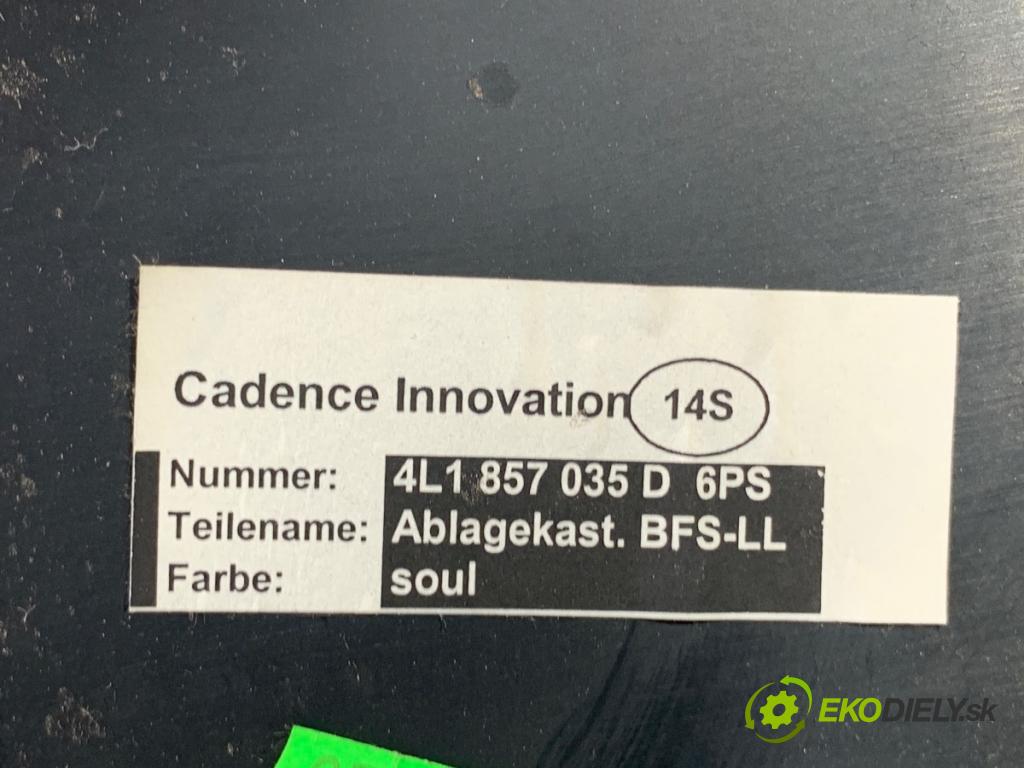 Cadence Innovation 14S
Nummer: 4L1 857 035 D 6PS
Teilename: Ablagekast. BFS-LL
Farbe: soul
EKODIELY.sk